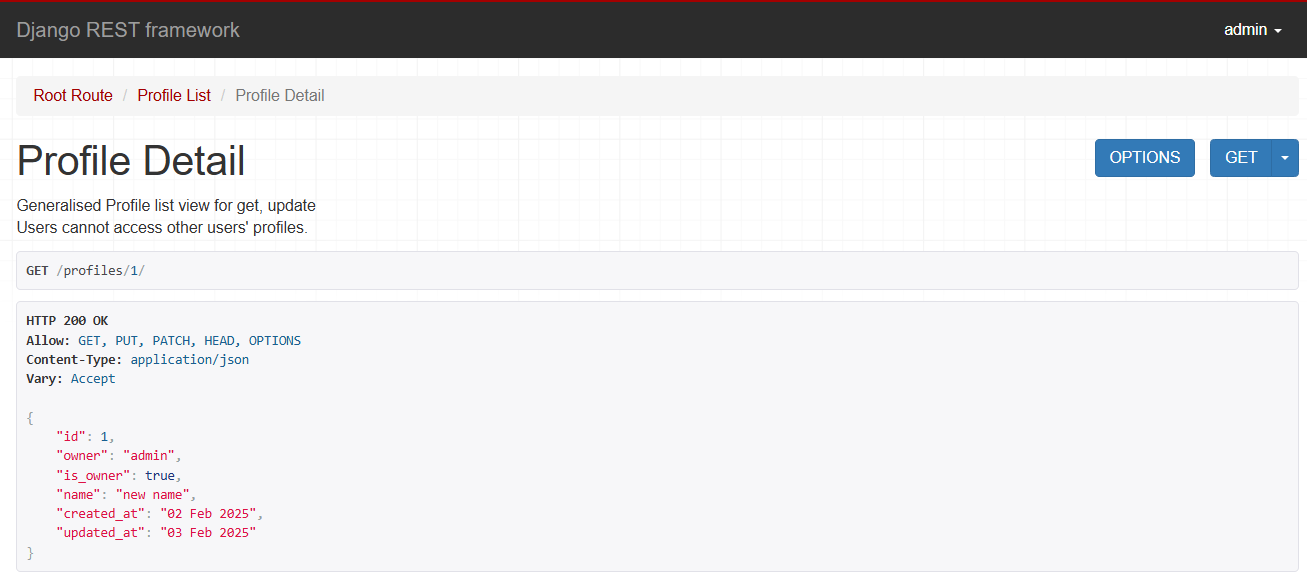 Django REST framework
admin
Root Route / Profile List / Profile Detail
Profile Detail
OPTIONS
GET
Generalised Profile list view for get, update
Users cannot access other users' profiles.
GET /profiles/1/
HTTP 200 OK
Allow: GET, PUT, PATCH, HEAD, OPTIONS
Content-Type: application/json
Vary: Accept
{
    "id": 1,
    "owner": "admin",
    "is_owner": true,
    "name": "new name",
    "created_at": "02 Feb 2025",
    "updated_at": "03 Feb 2025"
}